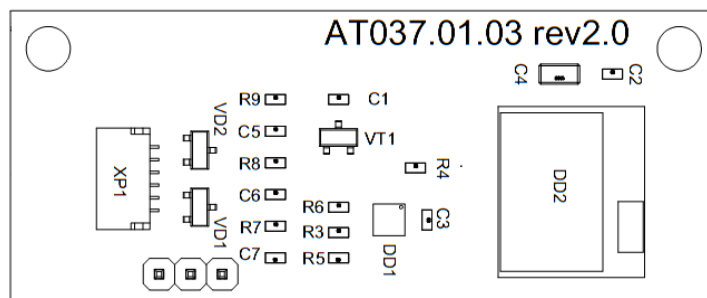 AT037.01.03 rev2.0
C4
C2
R9
C1
VD2
C5
VT1
XP1
R8
R4
DD2
C6
R6
C3
VD1
R7
R3
DD1
C7
R5